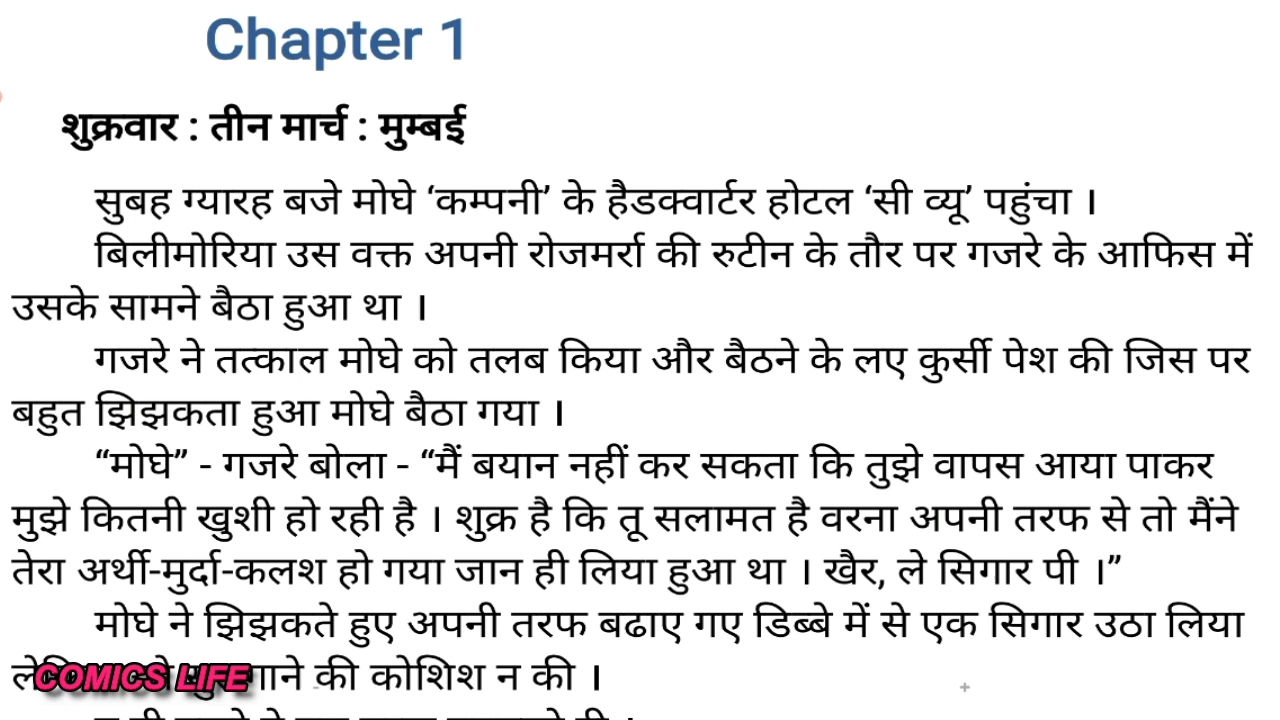 Chapter 1
शुक्रवार : तीन मार्च : मुम्बई
सुबह ग्यारह बजे मोघे ‘कम्पनी’ के हैडक्वार्टर होटल ‘सी व्यू’ पहुंचा ।
बिलीमोरिया उस वक्त अपनी रोजमर्रा की रुटीन के तौर पर गजरे के आफिस में
उसके सामने बैठा हुआ था ।
गजरे ने तत्काल मोघे को तलब किया और बैठने के लए कुर्सी पेश की जिस पर
बहुत झिझकता हुआ मोघे बैठा गया ।
“मोघे” - गजरे बोला - “मैं बयान नहीं कर सकता कि तुझे वापस आया पाकर
मुझे कितनी खुशी हो रही है । शुक्र है कि तू सलामत है वरना अपनी तरफ से तो मैंने
तेरा अर्थी-मुर्दा-कलश हो गया जान ही लिया हुआ था । खैर, ले सिगार पी ।”
मोघे ने झिझकते हुए अपनी तरफ बढाए गए डिब्बे में से एक सिगार उठा लिया
की कोशिश न की ।
COMICS LIFE